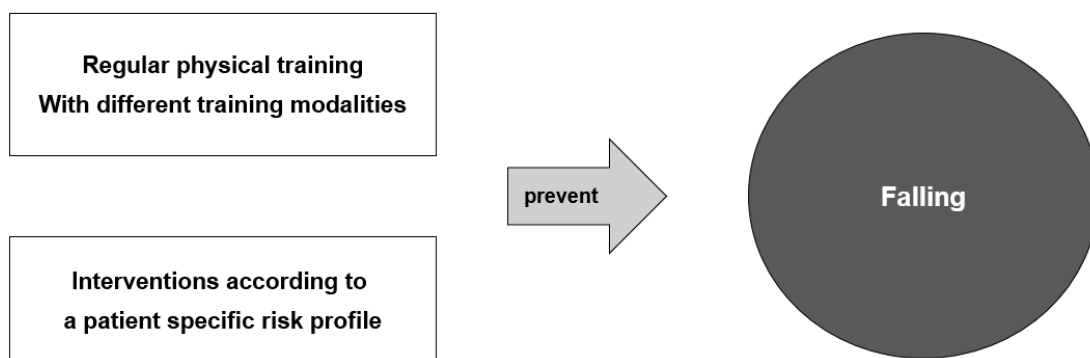 Regular physical training
With different training modalities
prevent
Falling
Interventions according to
a patient specific risk profile